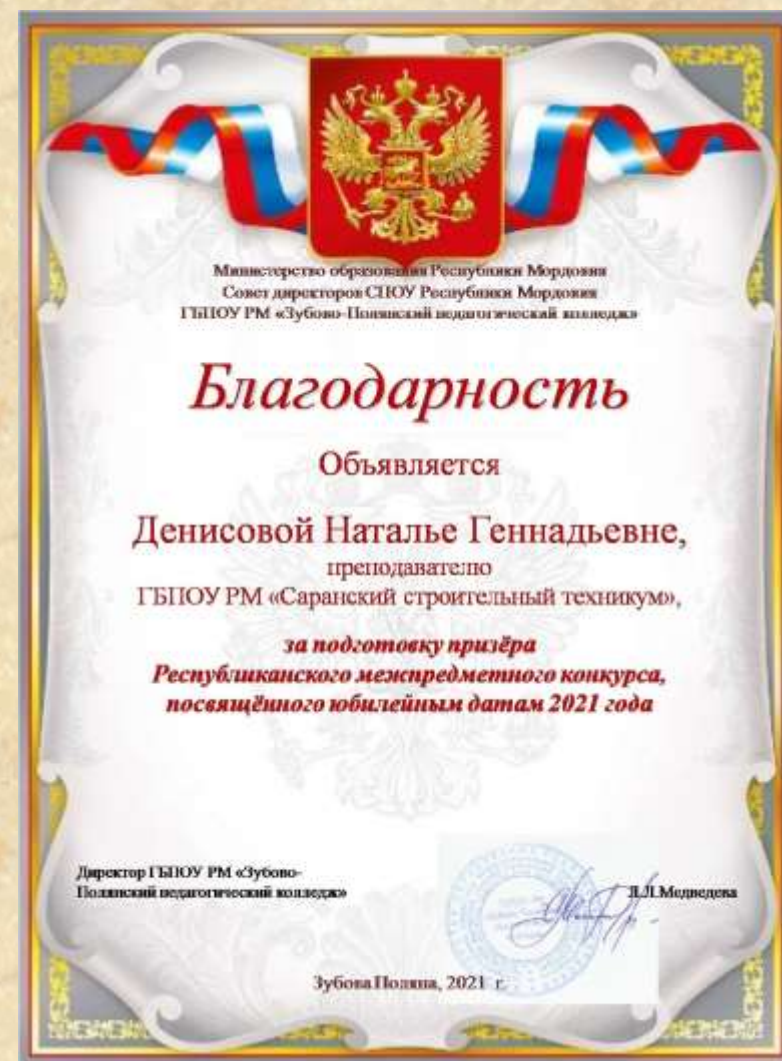 Министерство образования Республики Мордовия
Совет директоров СПОУ Республики Мордовия
ГБПОУ РМ «Зубово-Полянский педагогический колледж»
Благодарность
Объявляется
Денисовой Наталье Геннадьевне,
преподавателю
ГБПОУ РМ «Саранский строительный техникум»,
за подготовку призёра
Республиканского межпредметного конкурса,
посвящённого юбилейным датам 2021 года
Директор ГБПОУ РМ «Зубово-
Полянский педагогический колледж»
Медведева
Зубова Поляна, 2021 г.